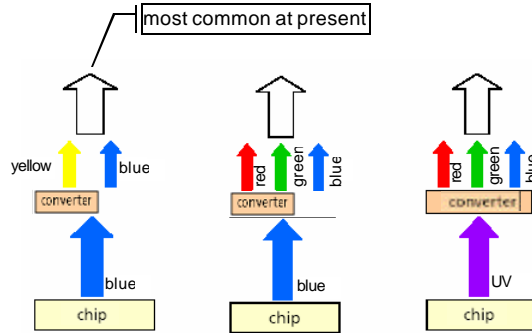 most common at present
yellow
blue
converter
blue
chip
red
green
blue
converter
blue
chip
red
green
blue
converter
UV
chip